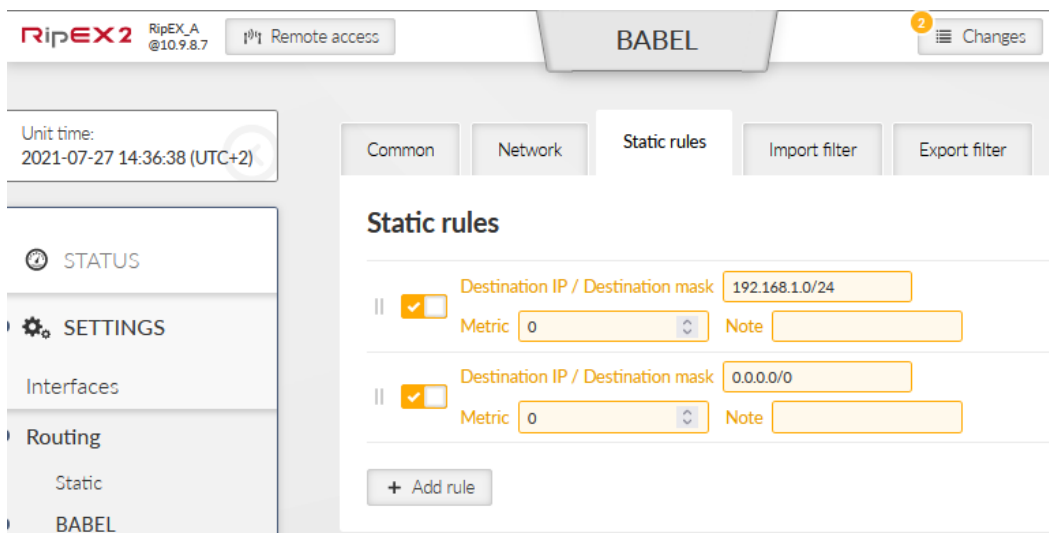 RipEX2 RipEX_A @10.9.8.7 Remote access BABEL 2 Changes
Unit time:
2021-07-27 14:36:38 (UTC+2)
STATUS
SETTINGS
Interfaces
Routing
Static
BABEL
Common Network Static rules Import filter Export filter
Static rules
Destination IP / Destination mask 192.168.1.0/24
Metric 0 Note
Destination IP / Destination mask 0.0.0.0/0
Metric 0 Note
+ Add rule